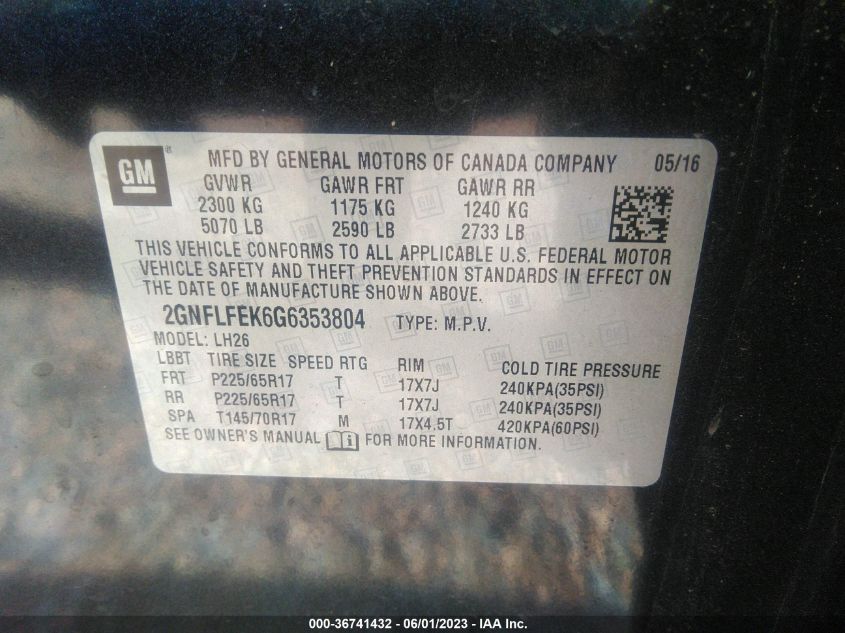 GM
MFD BY GENERAL MOTORS OF CANADA COMPANY 05/16
GVWR GAWR FRT GAWR RR
2300 KG 1175 KG 1240 KG
5070 LB 2590 LB 2733 LB
THIS VEHICLE CONFORMS TO ALL APPLICABLE U.S. FEDERAL MOTOR
VEHICLE SAFETY AND THEFT PREVENTION STANDARDS IN EFFECT ON
THE DATE OF MANUFACTURE SHOWN ABOVE.
2GNFLFEK6G6353804 TYPE: M.P.V.
MODEL: LH26
LBBT TIRE SIZE SPEED RTG RIM COLD TIRE PRESSURE
FRT P225/65R17 T 17X7J 240KPA(35PSI)
RR P225/65R17 T 17X7J 240KPA(35PSI)
SPA T145/70R17 M 17X4.5T 420KPA(60PSI)
SEE OWNER'S MANUAL FOR MORE INFORMATION.
000-36741432 - 06/01/2023 - IAA, Inc.